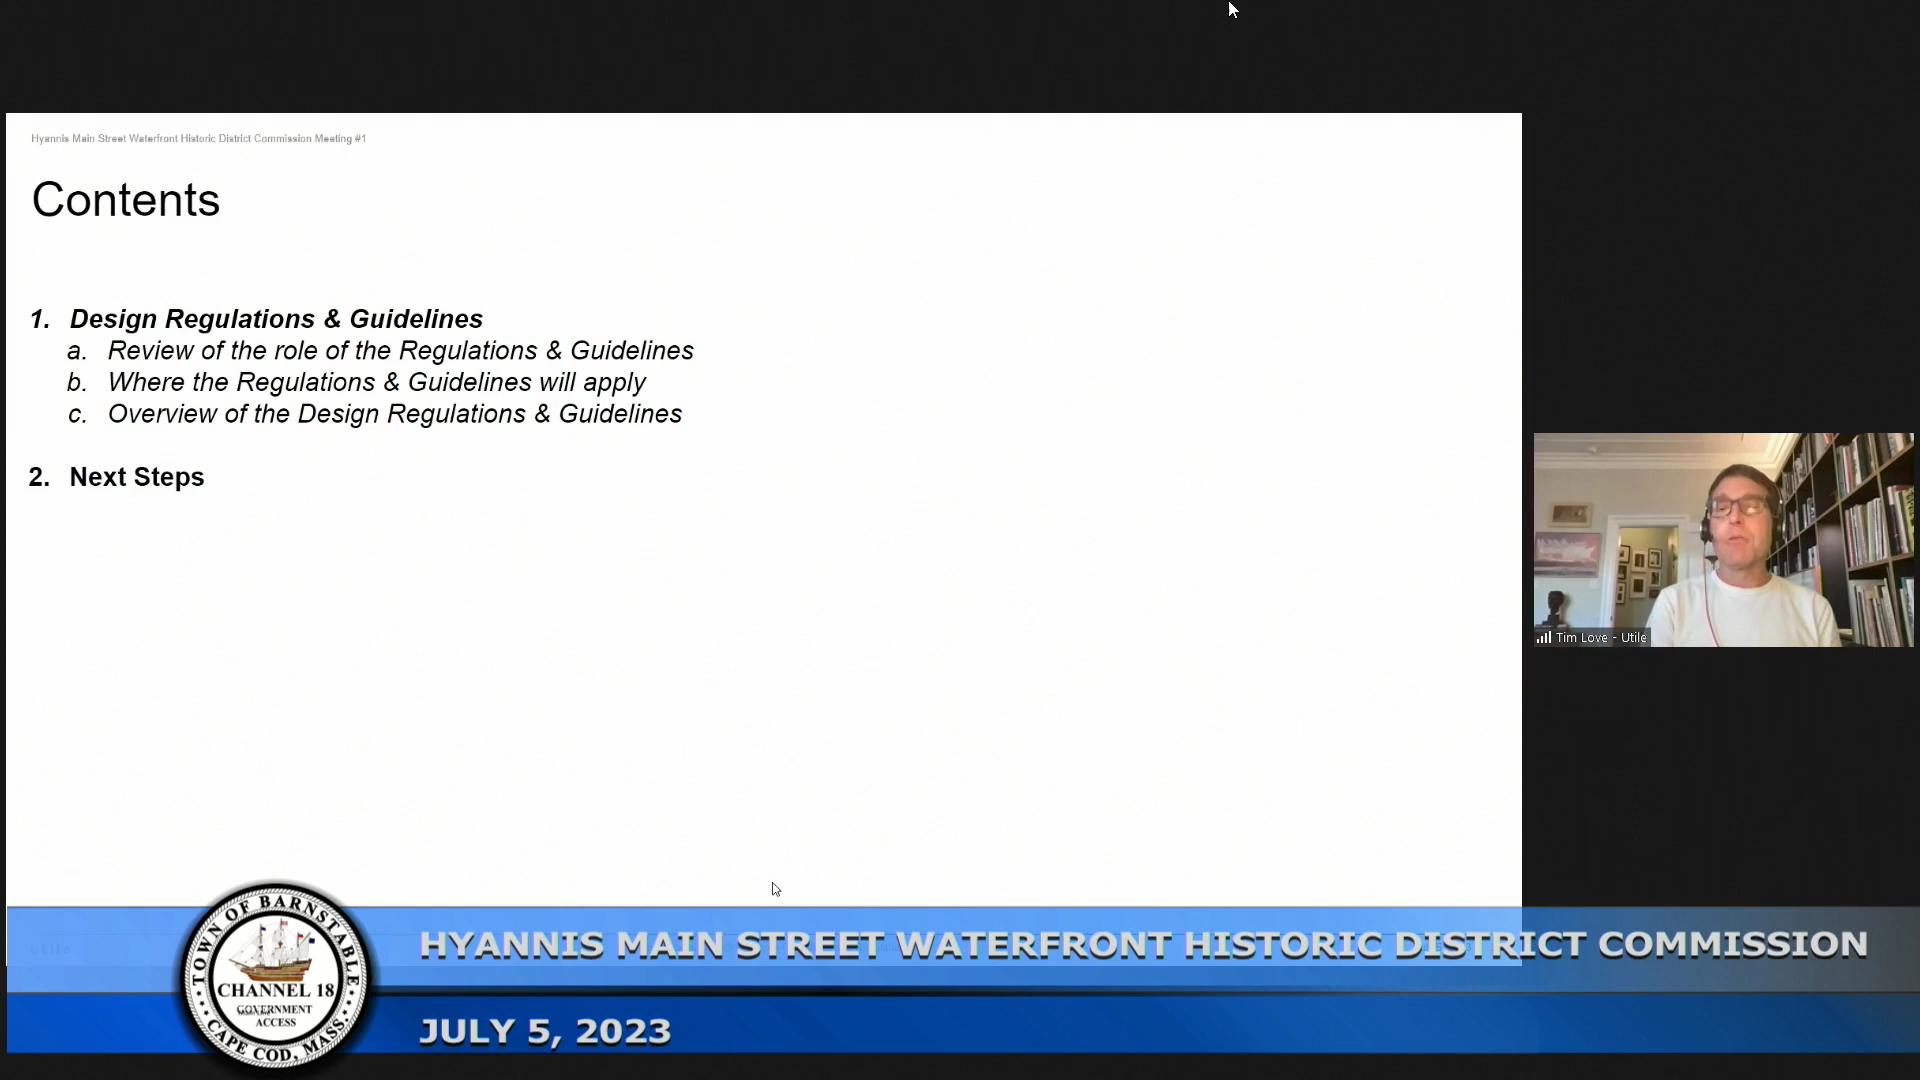 Hyannis Main Street Waterfront Historic District Commission Meeting #1
Contents
1. Design Regulations & Guidelines
a. Review of the role of the Regulations & Guidelines
b. Where the Regulations & Guidelines will apply
c. Overview of the Design Regulations & Guidelines
2. Next Steps
Tim Love - Utile
utile
HYANNIS MAIN STREET WATERFRONT HISTORIC DISTRICT COMMISSION
JULY 5, 2023
TOWN OF BARNSTABLE
CHANNEL 18
GOVERNMENT
ACCESS
CAPE COD, MASS.